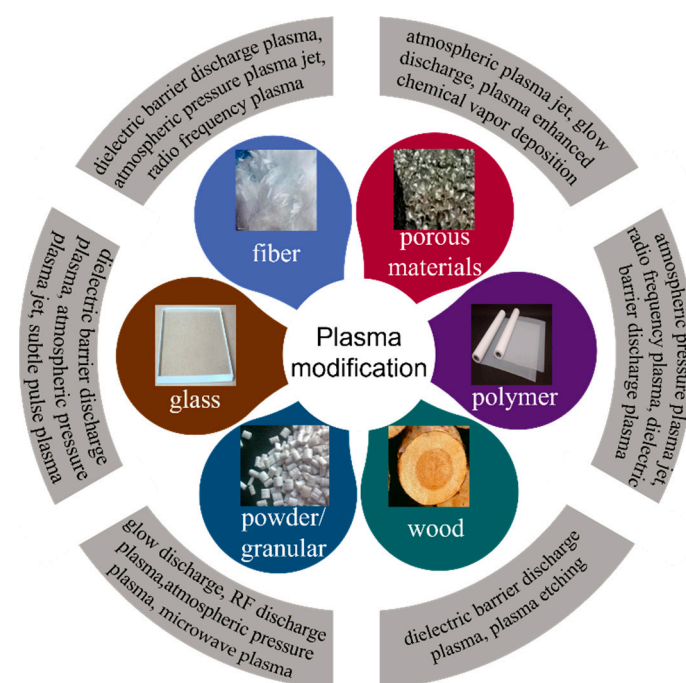 dielectric barrier discharge plasma,
atmospheric pressure plasma jet,
radio frequency plasma
atmospheric plasma jet, glow
discharge, plasma enhanced
chemical vapor deposition
fiber
porous
materials
dielectric barrier discharge
plasma, atmospheric pressure
plasma jet, subtle pulse plasma
glass
Plasma
modification
polymer
atmospheric pressure plasma jet,
radio frequency plasma, dielectric
barrier discharge plasma
powder/
granular
wood
glow discharge, RF discharge
plasma,atmospheric pressure
plasma, microwave plasma
dielectric barrier discharge
plasma, plasma etching